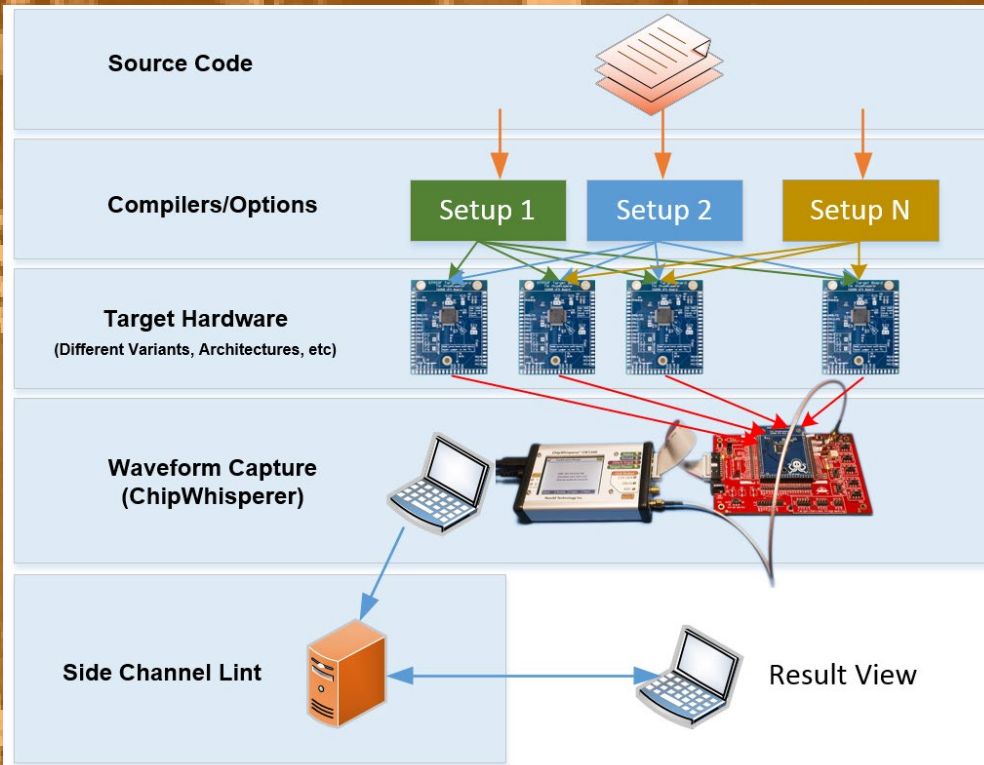 Source Code
Compilers/Options
Setup 1
Setup 2
Setup N
Target Hardware
(Different Variants, Architectures, etc)
Waveform Capture
(ChipWhisperer)
Side Channel Lint
Result View